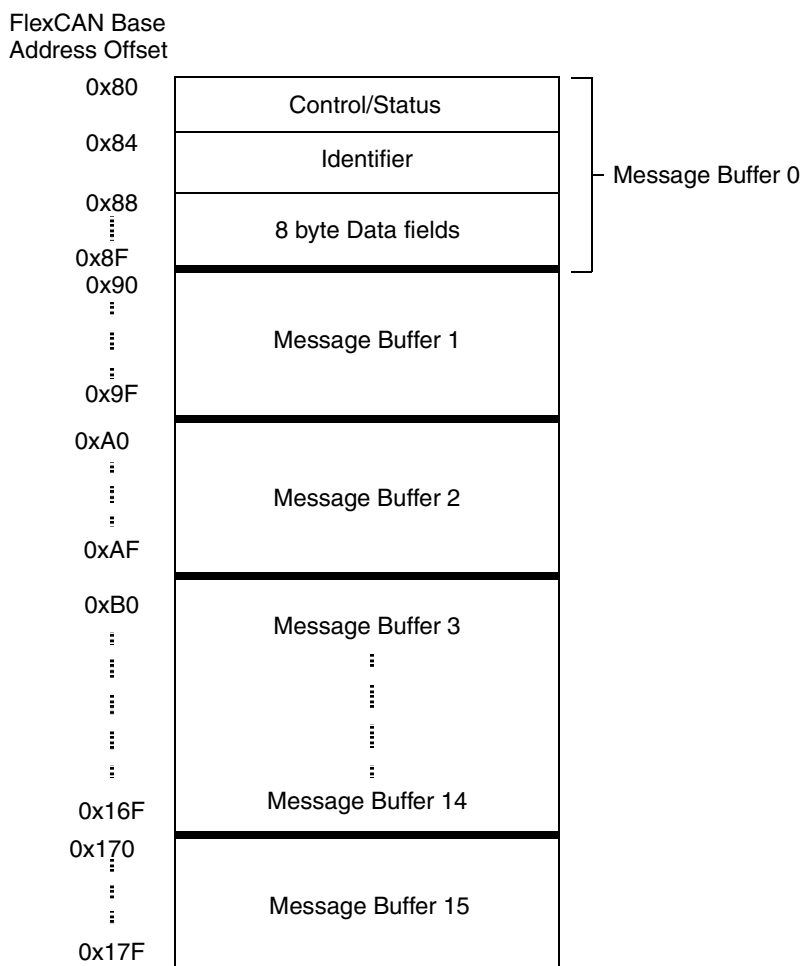 FlexCAN Base
Address Offset
0x80
Control/Status
0x84
Identifier
Message Buffer 0
0x88
8 byte Data fields
0x8F
0x90
Message Buffer 1
0x9F
0xA0
Message Buffer 2
0xAF
0xB0
Message Buffer 3
Message Buffer 14
0x16F
0x170
Message Buffer 15
0x17F